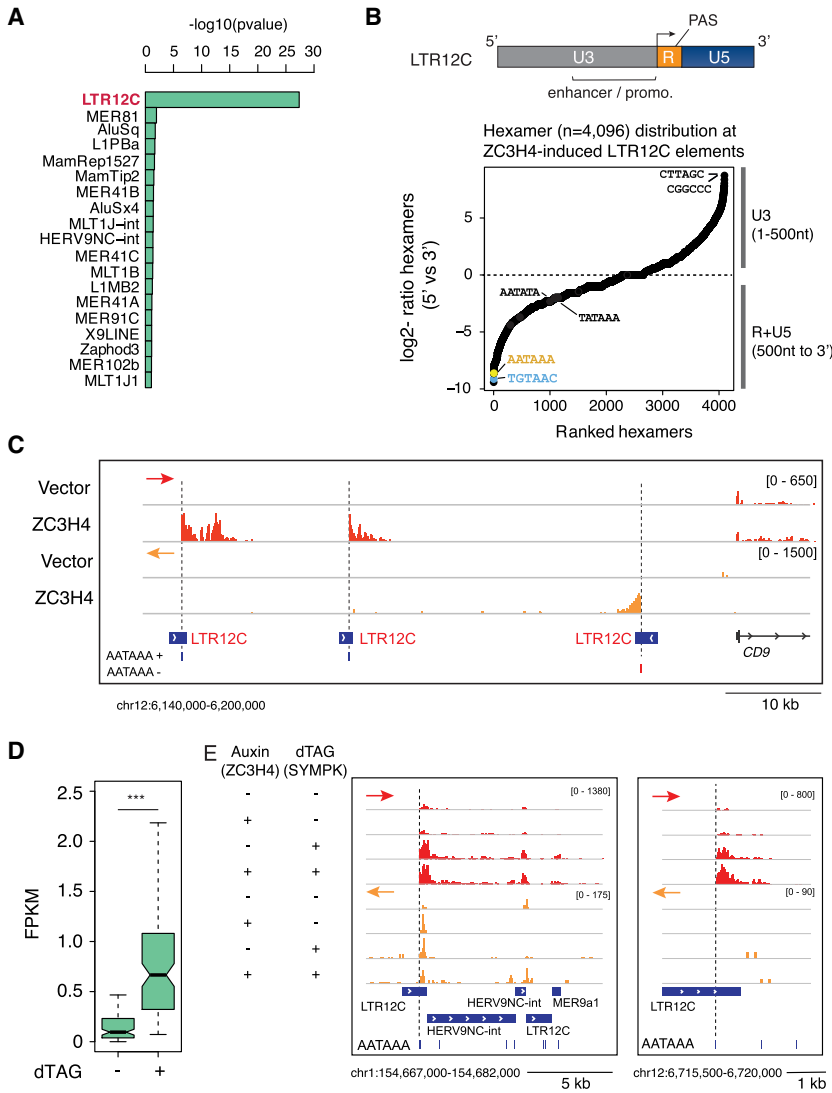 A
-log10(pvalue)
0 5 10 15 20 25 30
LTR12C
MER81
AluSq
L1PBa
MamRep1527
MamTip2
MER41B
AluSx4
MLT1J-int
HERV9NC-int
MER41C
MLT1B
L1MB2
MER41A
MER91C
X9LINE
Zaphod3
MER102b
MLT1J1
B
PAS
5' 3'
LTR12C U3 R U5
enhancer / promo.
Hexamer (n=4,096) distribution at
ZC3H4-induced LTR12C elements
log2- ratio hexamers
(5' vs 3')
5
0
-5
-10
CTTAGC
CGGCCC
AATATA
TATAAA
AATAAA
TGTAAC
U3
(1-500nt)
R+U5
(500nt to 3')
0 1000 2000 3000 4000
Ranked hexamers
C
Vector [0 - 650]
ZC3H4
Vector [0 - 1500]
ZC3H4
LTR12C LTR12C LTR12C
CD9
AATAAA +
AATAAA -
chr12:6,140,000-6,200,000
10 kb
D
FPKM
2.5
2.0
1.5
1.0
0.5
0
dTAG - +
***
E
Auxin dTAG
(ZC3H4) (SYMPK)
- -
+ -
- +
+ +
- -
+ -
- +
+ +
[0 - 1380]
[0 - 175]
LTR12C HERV9NC-int MER9a1
HERV9NC-int LTR12C
AATAAA
chr1:154,667,000-154,682,000
5 kb
[0 - 800]
[0 - 90]
LTR12C
AATAAA
chr12:6,715,500-6,720,000
1 kb